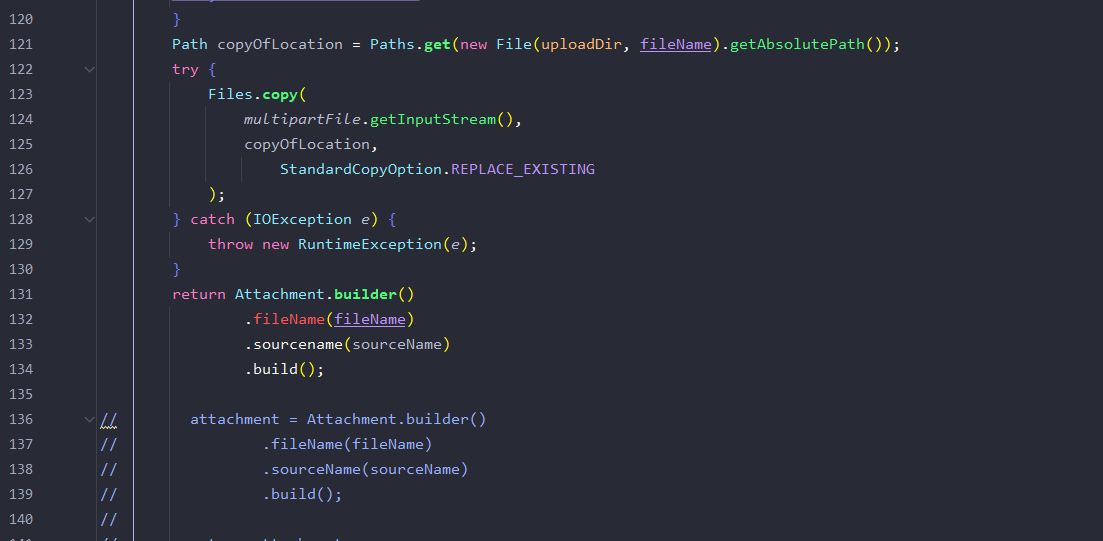 120 }
121 Path copyOfLocation = Paths.get(new File(uploadDir, fileName).getAbsolutePath());
122 try {
123 Files.copy(
124 multipartFile.getInputStream(),
125 copyOfLocation,
126 StandardCopyOption.REPLACE_EXISTING
127 );
128 } catch (IOException e) {
129 throw new RuntimeException(e);
130 }
131 return Attachment.builder()
132 .fileName(fileName)
133 .sourcename(sourceName)
134 .build();
135
136 // attachment = Attachment.builder()
137 // .fileName(fileName)
138 // .sourceName(sourceName)
139 // .build();
140 //